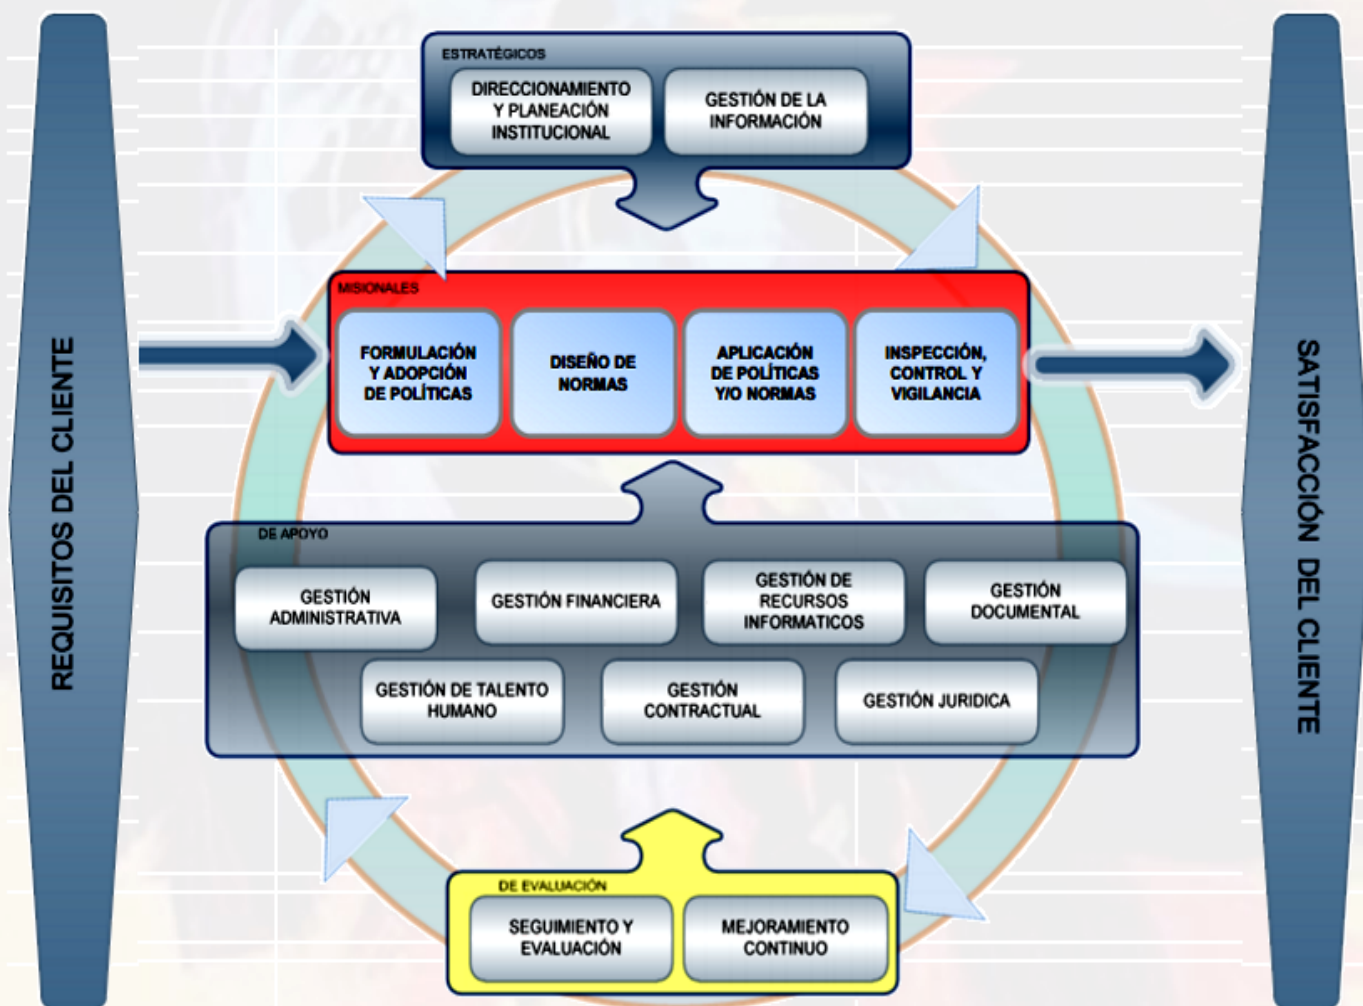 ESTRATÉGICOS
DIRECCIONAMIENTO
Y PLANEACIÓN
INSTITUCIONAL
GESTIÓN DE LA
INFORMACIÓN
REQUISITOS DEL CLIENTE
MISIONALES
FORMULACIÓN
Y ADOPCIÓN
DE POLÍTICAS
DISEÑO DE
NORMAS
APLICACIÓN
DE POLÍTICAS
Y/O NORMAS
INSPECCIÓN,
CONTROL Y
VIGILANCIA
SATISFACCIÓN DEL CLIENTE
DE APOYO
GESTIÓN
ADMINISTRATIVA
GESTIÓN FINANCIERA
GESTIÓN DE
RECURSOS
INFORMATICOS
GESTIÓN
DOCUMENTAL
GESTIÓN DE TALENTO
HUMANO
GESTIÓN
CONTRACTUAL
GESTIÓN JURIDICA
DE EVALUACIÓN
SEGUIMIENTO Y
EVALUACIÓN
MEJORAMIENTO
CONTINUO